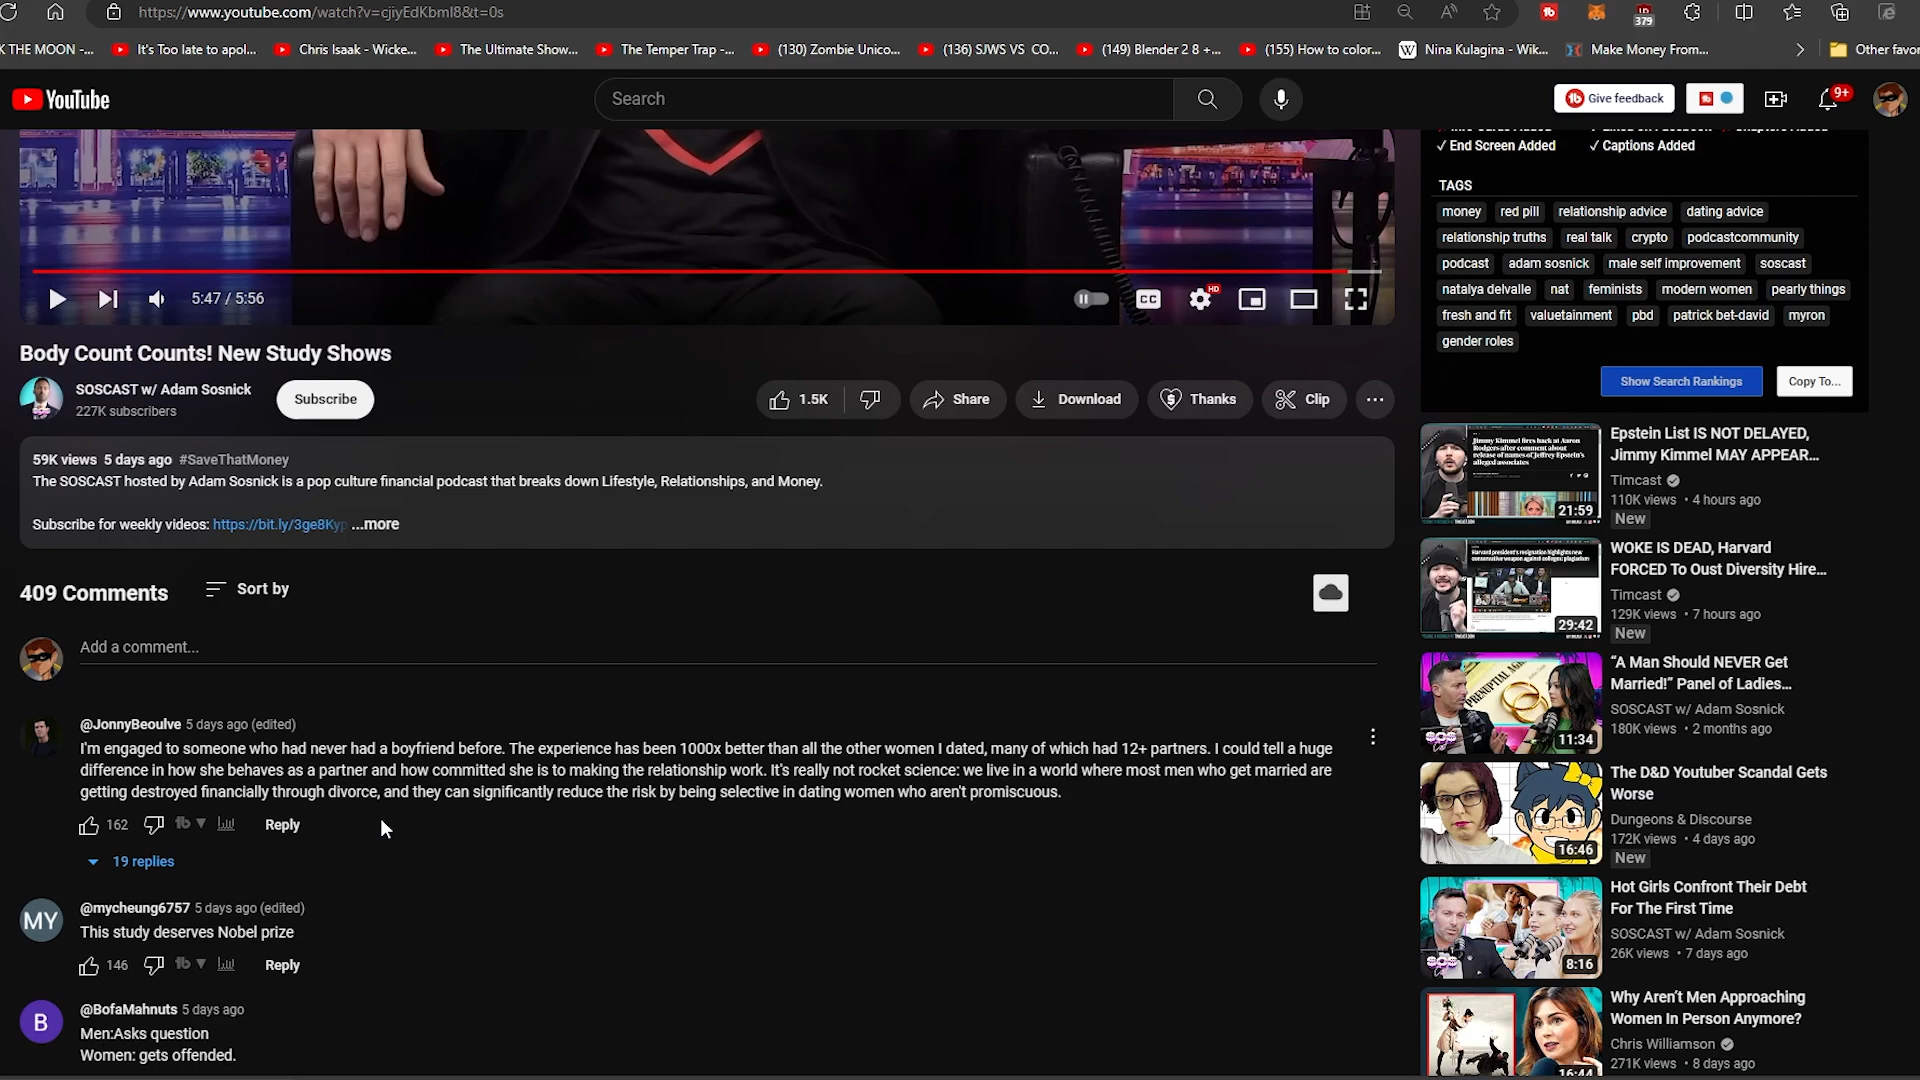 https://www.youtube.com/watch?v=cjiyEdKbmI8&t=0s
379
K THE MOON -...
It's Too late to apol...
Chris Isaak - Wicke...
The Ultimate Show...
The Temper Trap -...
(130) Zombie Unico...
(136) SJWS VS CO...
(149) Blender 2 8 +...
(155) How to color...
W Nina Kulagina - Wik...
Make Money From...
Other favor
YouTube
Search
Give feedback
9+
✓ End Screen Added
✓ Captions Added
TAGS
money red pill relationship advice dating advice
relationship truths real talk crypto podcastcommunity
podcast adam sosnick male self improvement soscast
natalya delvalle nat feminists modern women pearly things
fresh and fit valuetainment pbd patrick bet-david myron
gender roles
Show Search Rankings
Copy To...
5:47 / 5:56
CC
HD
Body Count Counts! New Study Shows
SOSCAST w/ Adam Sosnick
227K subscribers
Subscribe
1.5K
Share
Download
Thanks
Clip
59K views 5 days ago #SaveThatMoney
The SOSCAST hosted by Adam Sosnick is a pop culture financial podcast that breaks down Lifestyle, Relationships, and Money.
Subscribe for weekly videos: https://bit.ly/3ge8Kyp ...more
409 Comments
Sort by
Add a comment...
@JonnyBeoulve 5 days ago (edited)
I'm engaged to someone who had never had a boyfriend before. The experience has been 1000x better than all the other women I dated, many of which had 12+ partners. I could tell a huge
difference in how she behaves as a partner and how committed she is to making the relationship work. It's really not rocket science: we live in a world where most men who get married are
getting destroyed financially through divorce, and they can significantly reduce the risk by being selective in dating women who aren't promiscuous.
162
Reply
19 replies
MY
@mycheung6757 5 days ago (edited)
This study deserves Nobel prize
146
Reply
B
@BofaMahnuts 5 days ago
Men:Asks question
Women: gets offended.
21:59
Epstein List IS NOT DELAYED,
Jimmy Kimmel MAY APPEAR...
Timcast
110K views • 4 hours ago
New
29:42
WOKE IS DEAD, Harvard
FORCED To Oust Diversity Hire...
Timcast
129K views • 7 hours ago
New
11:34
“A Man Should NEVER Get
Married!” Panel of Ladies...
SOSCAST w/ Adam Sosnick
180K views • 2 months ago
16:46
The D&D Youtuber Scandal Gets
Worse
Dungeons & Discourse
172K views • 4 days ago
New
8:16
Hot Girls Confront Their Debt
For The First Time
SOSCAST w/ Adam Sosnick
26K views • 7 days ago
16:44
Why Aren't Men Approaching
Women In Person Anymore?
Chris Williamson
271K views • 8 days ago